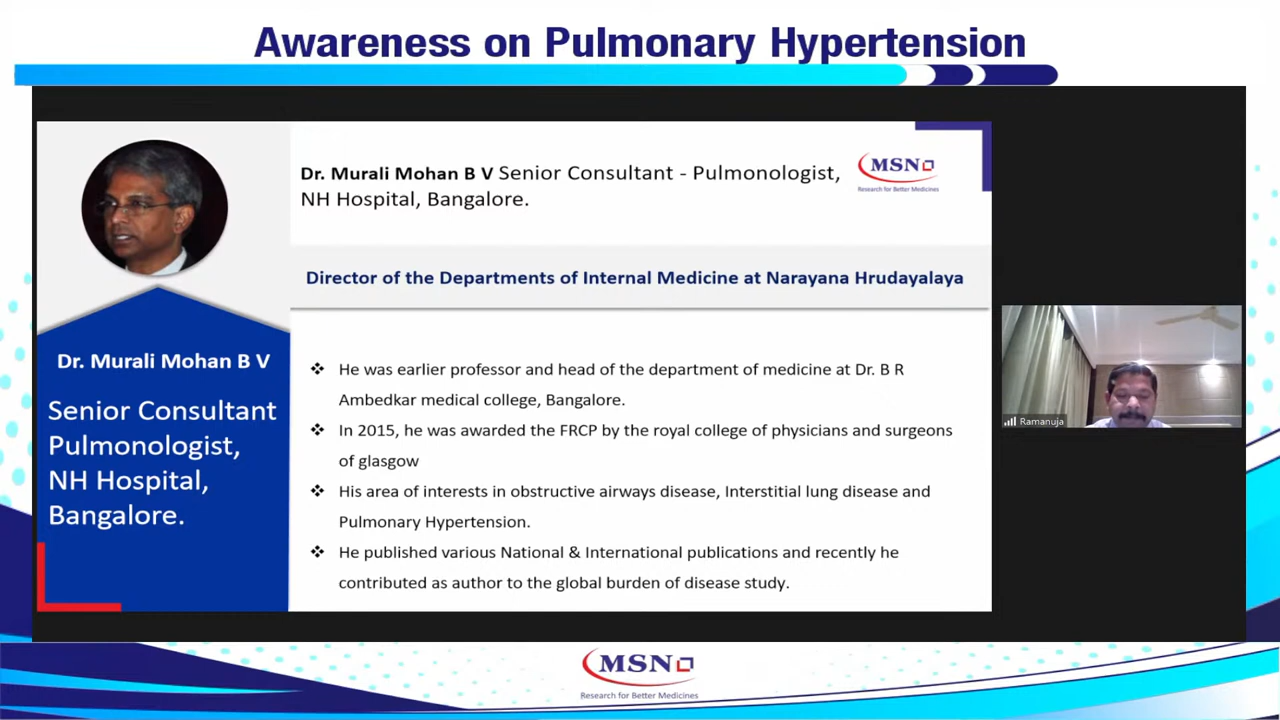 Awareness on Pulmonary Hypertension
Dr. Murali Mohan B V Senior Consultant - Pulmonologist,
NH Hospital, Bangalore.
MSN
Research for Better Medicines
Director of the Departments of Internal Medicine at Narayana Hrudayalaya
Dr. Murali Mohan B V
Senior Consultant
Pulmonologist,
NH Hospital,
Bangalore.
❖ He was earlier professor and head of the department of medicine at Dr. B R
Ambedkar medical college, Bangalore.
❖ In 2015, he was awarded the FRCP by the royal college of physicians and surgeons
of glasgow
❖ His area of interests in obstructive airways disease, Interstitial lung disease and
Pulmonary Hypertension.
❖ He published various National & International publications and recently he
contributed as author to the global burden of disease study.
Ramanuja
MSN
Research for Better Medicines